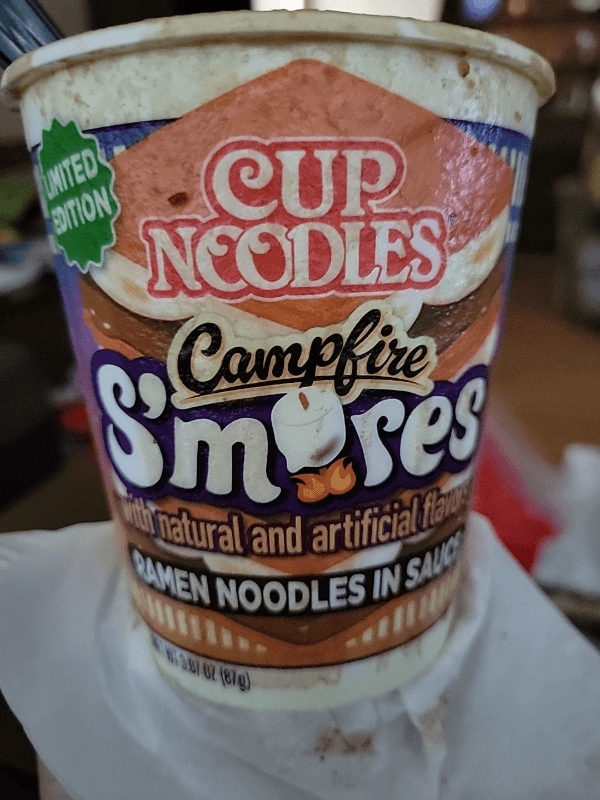 LIMITED
EDITION
CUP
NOODLES
Campfire
S'mores
with natural and artificial flavors
RAMEN NOODLES IN SAUCE
NET WT 3.07 OZ (87g)